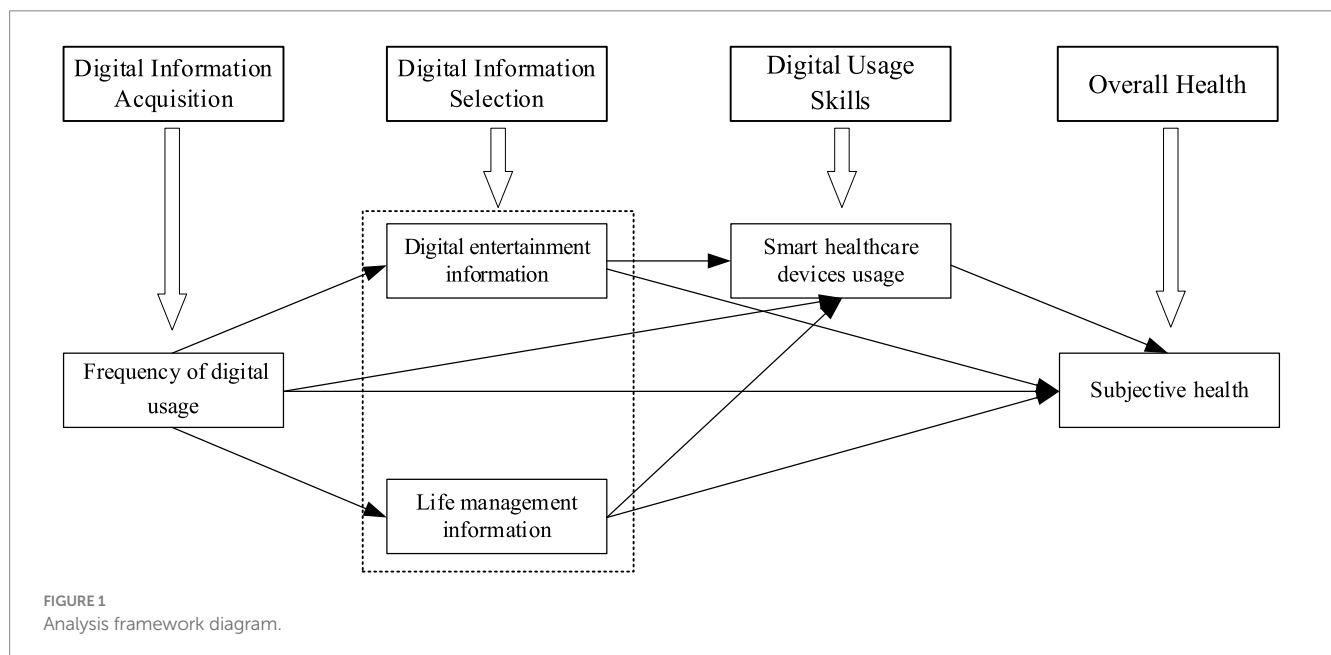 Digital Information
Acquisition
Digital Information
Selection
Digital Usage
Skills
Overall Health
Digital entertainment
information
Smart healthcare
devices usage
Frequency of digital
usage
Subjective health
Life management
information
FIGURE 1
Analysis framework diagram.